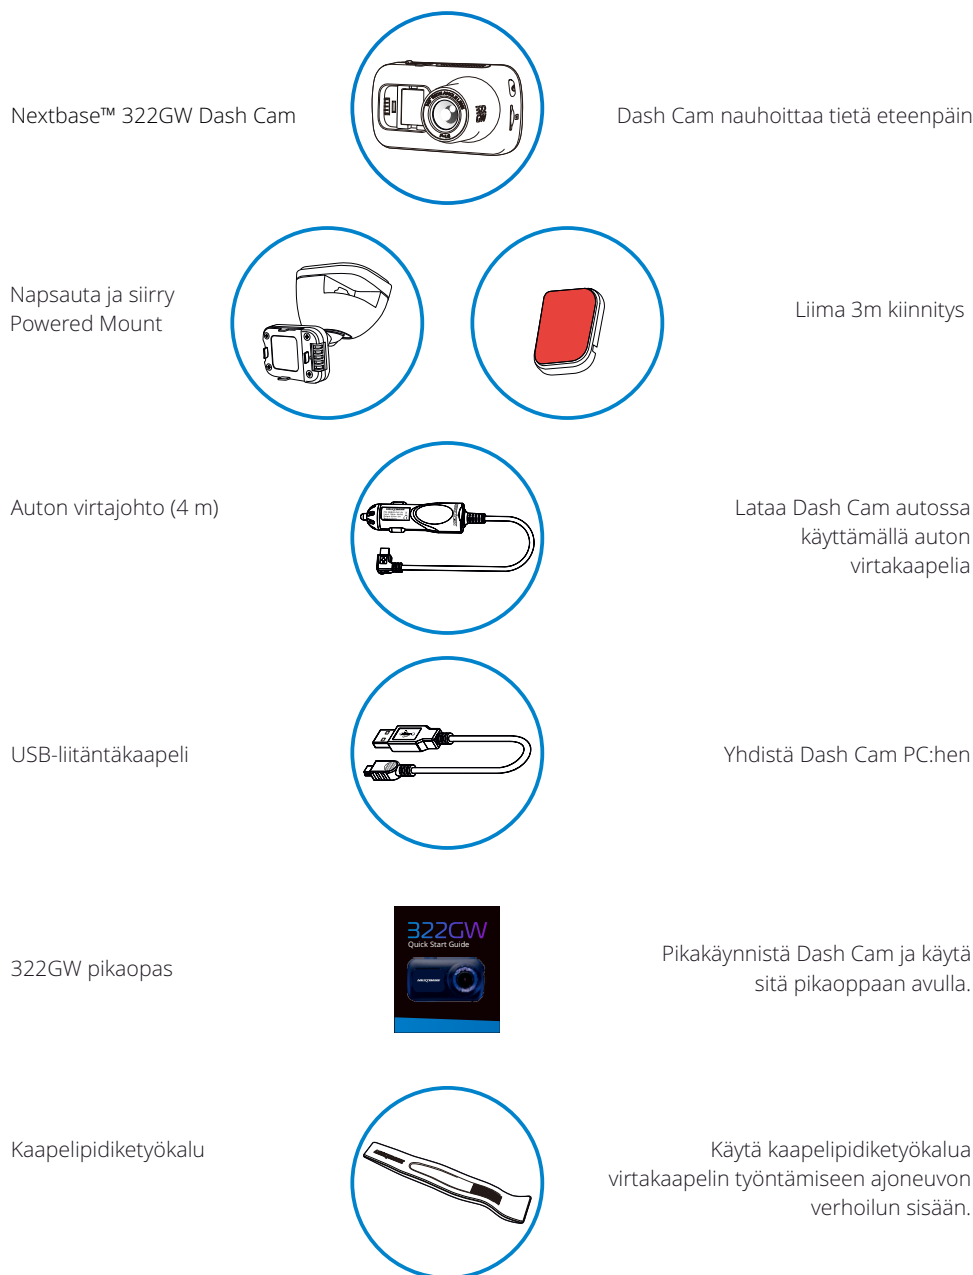 Nextbase™ 322GW Dash Cam
Dash Cam nauhoittaa tietä eteenpäin
Napsauta ja siirry
Powered Mount
Liima 3m kiinnitys
Auton virtajohto (4 m)
Lataa Dash Cam autossa
käyttämällä auton
virtakaapelia
USB-liitäntäkaapeli
Yhdistä Dash Cam PC:hen
322GW pikaopas
322GW
Quick Start Guide
Pikakäynnistä Dash Cam ja käytä
sitä pikaoppaan avulla.
Kaapelipidiketyökalu
Käytä kaapelipidiketyökalua
virtakaapelin työntämiseen ajoneuvon
verhoilun sisään.